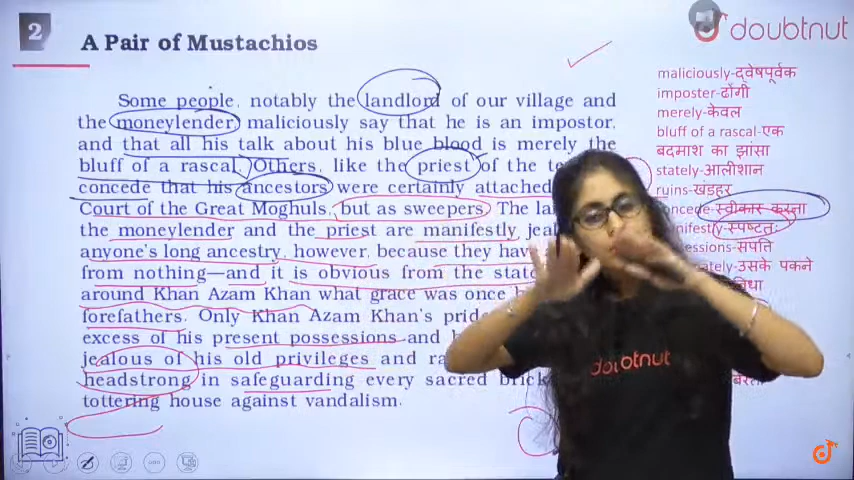 2
A Pair of Mustachios
doubtnut
Some people, notably the landlord of our village and
the moneylender, maliciously say that he is an impostor,
and that all his talk about his blue blood is merely the
bluff of a rascal. Others, like the priest of the
concede that his ancestors were certainly attached
Court of the Great Moghuls, but as sweepers. The
the moneylender and the priest are manifestly
anyone's long ancestry, however, because they
from nothing—and it is obvious from the
around Khan Azam Khan what grace was once
forefathers. Only Khan Azam Khan's
excess of his present possessions and
jealous of his old privileges and
headstrong in safeguarding every sacred brick
tottering house against vandalism.
maliciously-द्वेषपूर्वक
imposter-ढोंगी
merely-केवल
bluff of a rascal-एक
बदमाश का झांसा
stately-आलीशान
ruins-खंडहर
स्वीकार करना
स्पष्टतः
संपति
उसके पकने
doubtnut